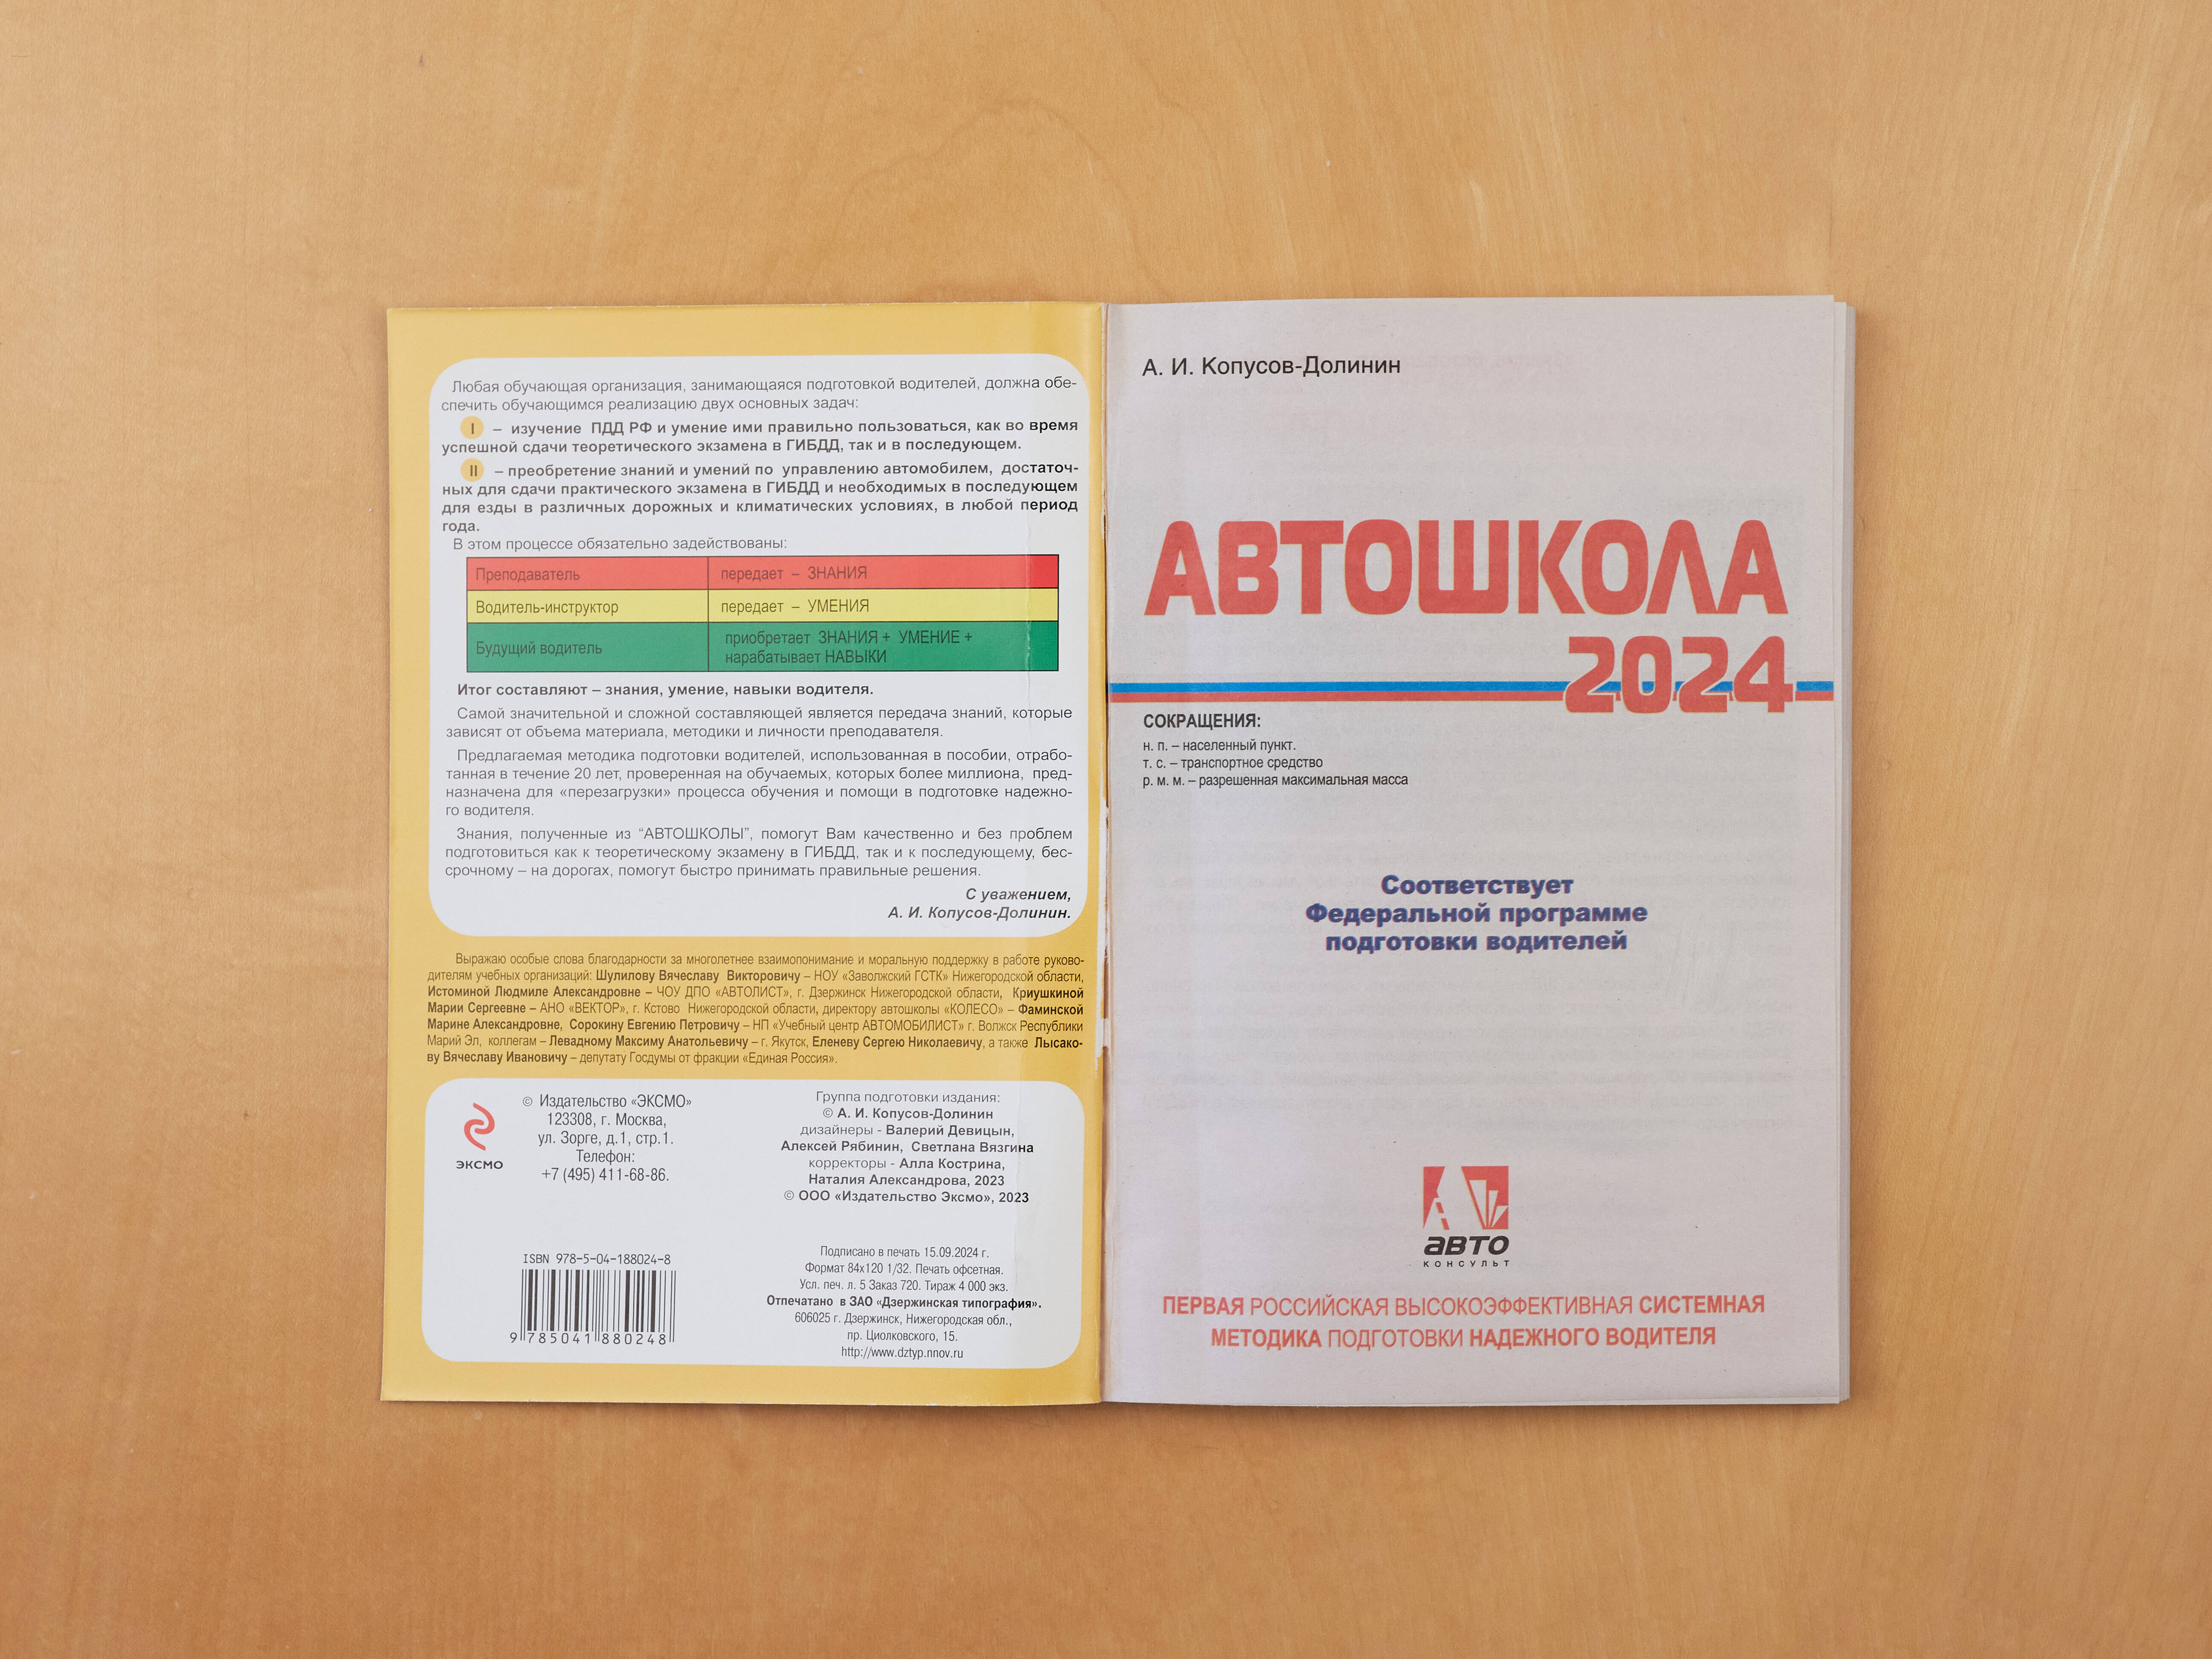 Любая обучающая организация, занимающаяся подготовкой водителей, должна обе-
спечить обучающимся реализацию двух основных задач:
I – изучение ПДД РФ и умение ими правильно пользоваться, как во время
успешной сдачи теоретического экзамена в ГИБДД, так и в последующем.
II – преобретение знаний и умений по управлению автомобилем, достаточ-
ных для сдачи практического экзамена в ГИБДД и необходимых в последующем
для езды в различных дорожных и климатических условиях, в любой период
года.
В этом процессе обязательно задействованы:
Преподаватель передает – ЗНАНИЯ
Водитель-инструктор передает – УМЕНИЯ
Будущий водитель приобретает ЗНАНИЯ + УМЕНИЕ +
нарабатывает НАВЫКИ
Итог составляют – знания, умение, навыки водителя.
Самой значительной и сложной составляющей является передача знаний, которые
зависят от объема материала, методики и личности преподавателя.
Предлагаемая методика подготовки водителей, использованная в пособии, отрабо-
танная в течение 20 лет, проверенная на обучаемых, которых более миллиона, пред-
назначена для «перезагрузки» процесса обучения и помощи в подготовке надежно-
го водителя.
Знания, полученные из “АВТОШКОЛЫ”, помогут Вам качественно и без проблем
подготовиться как к теоретическому экзамену в ГИБДД, так и к последующему, бес-
срочному – на дорогах, помогут быстро принимать правильные решения.
С уважением,
А. И. Копусов-Долинин.
Выражаю особые слова благодарности за многолетнее взаимопонимание и моральную поддержку в работе руково-
дителям учебных организаций: Шулилову Вячеславу Викторовичу – НОУ «Заволжский ГСТК» Нижегородской области,
Истоминой Людмиле Александровне – ЧОУ ДПО «АВТОЛИСТ», г. Дзержинск Нижегородской области, Криушкиной
Марии Сергеевне – АНО «ВЕКТОР», г. Кстово Нижегородской области, директору автошколы «КОЛЕСО» – Фаминской
Марине Александровне, Сорокину Евгению Петровичу – НП «Учебный центр АВТОМОБИЛИСТ» г. Волжск Республики
Марий Эл, коллегам – Левадному Максиму Анатольевичу – г. Якутск, Еленеву Сергею Николаевичу, а также Лысако-
ву Вячеславу Ивановичу – депутату Госдумы от фракции «Единая Россия».
ЭКСМО
© Издательство «ЭКСМО»
123308, г. Москва,
ул. Зорге, д.1, стр.1.
Телефон:
+7 (495) 411-68-86.
Группа подготовки издания:
© А. И. Копусов-Долинин
дизайнеры - Валерий Девицын,
Алексей Рябинин, Светлана Вязгина
корректоры - Алла Кострина,
Наталия Александрова, 2023
© ООО «Издательство Эксмо», 2023
ISBN 978-5-04-188024-8
9 785041 880248
Подписано в печать 15.09.2024 г.
Формат 84х120 1/32. Печать офсетная.
Усл. печ. л. 5 Заказ 720. Тираж 4 000 экз.
Отпечатано в ЗАО «Дзержинская типография».
606025 г. Дзержинск, Нижегородская обл.,
пр. Циолковского, 15.
http://www.dztyp.nnov.ru
А. И. Копусов-Долинин
АВТОШКОЛА
2024
СОКРАЩЕНИЯ:
н. п. – населенный пункт.
т. с. – транспортное средство
р. м. м. – разрешенная максимальная масса
Соответствует
Федеральной программе
подготовки водителей
АВТО
КОНСУЛЬТ
ПЕРВАЯ РОССИЙСКАЯ ВЫСОКОЭФФЕКТИВНАЯ СИСТЕМНАЯ
МЕТОДИКА ПОДГОТОВКИ НАДЕЖНОГО ВОДИТЕЛЯ